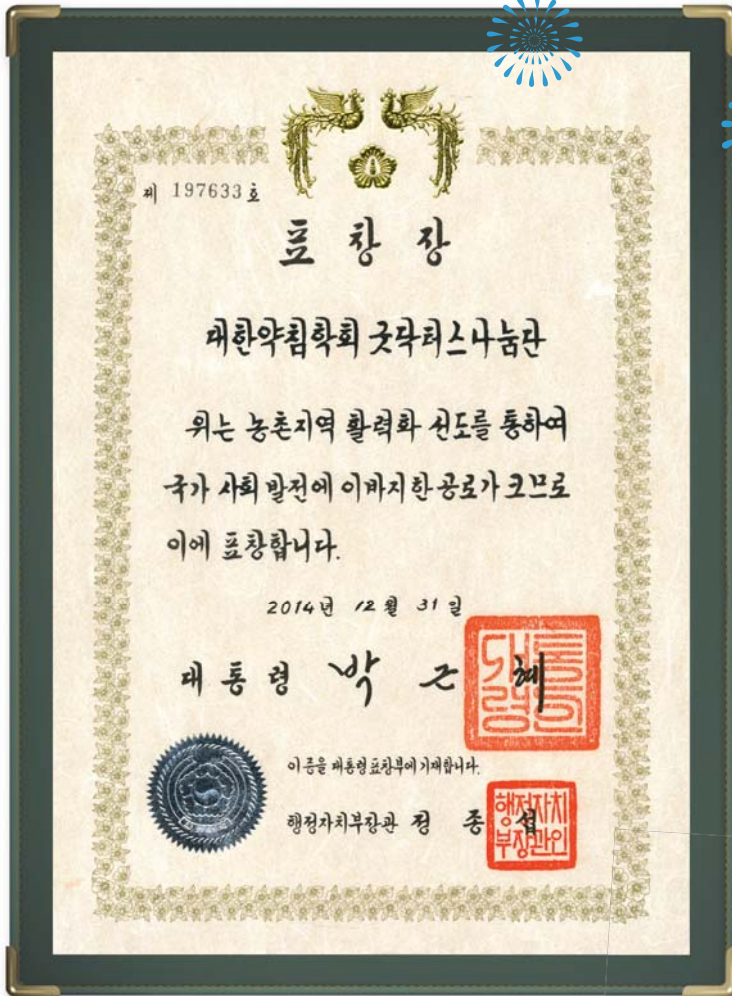 제 197633 호
표 창 장
대한약침학회 굿닥터스나눔단
위는 농촌지역 활력화 선도를 통하여
국가 사회 발전에 이바지한 공로가 크므로
이에 표창합니다.
2014년 12월 31일
대통령 박 근 혜
대통령의인
이 증을 대통령표창부에 기재합니다.
행정자치부장관 정 종 섭
행정자치
부장관인